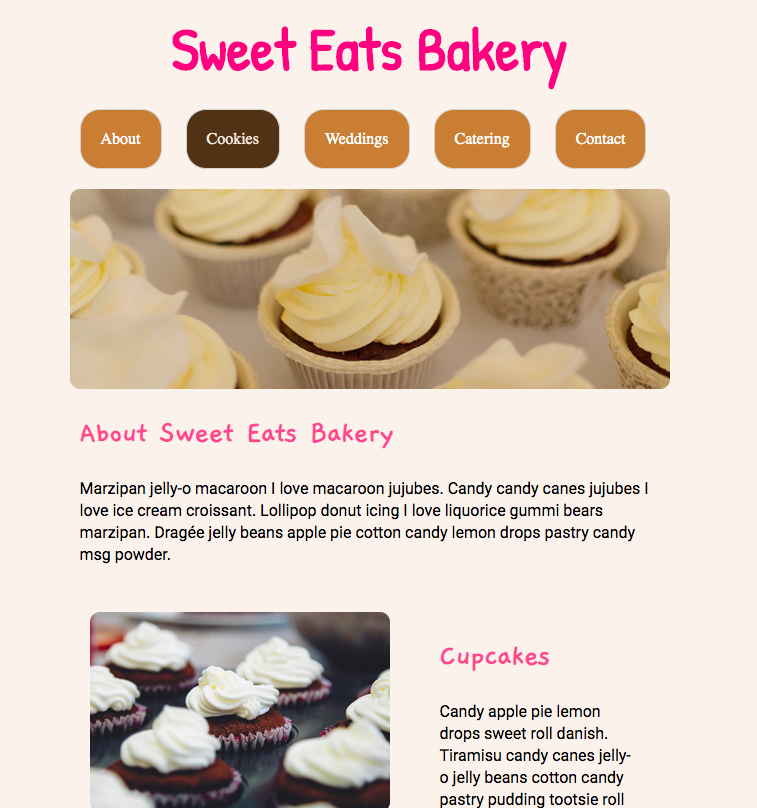 Sweet Eats Bakery
About Cookies Weddings Catering Contact
About Sweet Eats Bakery
Marzipan jelly-o macaroon I love macaroon jujubes. Candy candy canes jujubes I
love ice cream croissant. Lollipop donut icing I love liquorice gummi bears
marzipan. Dragée jelly beans apple pie cotton candy lemon drops pastry candy
msg powder.
Cupcakes
Candy apple pie lemon
drops sweet roll danish.
Tiramisu candy canes jelly-
o jelly beans cotton candy
pastry pudding tootsie roll